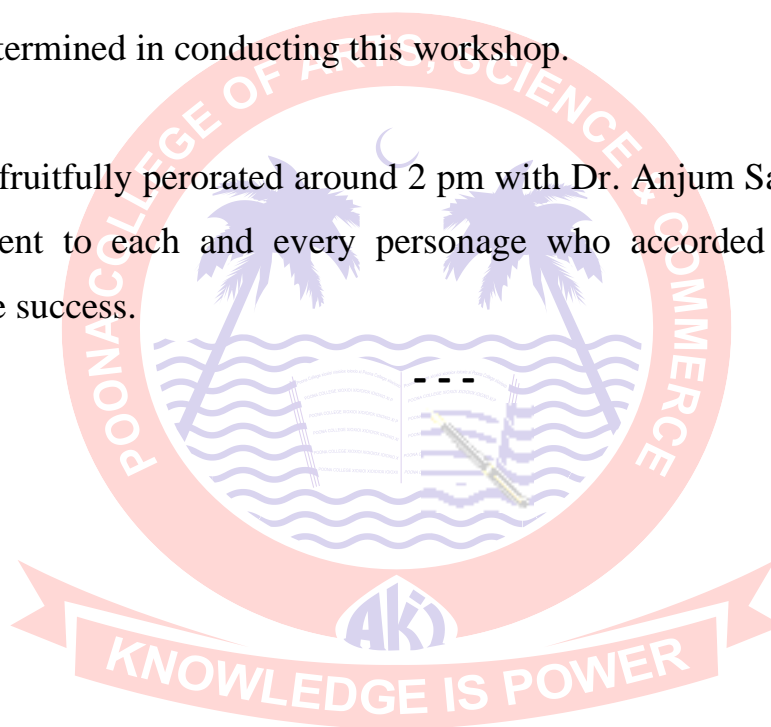 termined in conducting this workshop.
fruitfully perorated around 2 pm with Dr. Anjum Sa
ent to each and every personage who accorded
e success.
- - -
POONA COLLEGE OF ARTS, SCIENCE & COMMERCE
AKI
KNOWLEDGE IS POWER